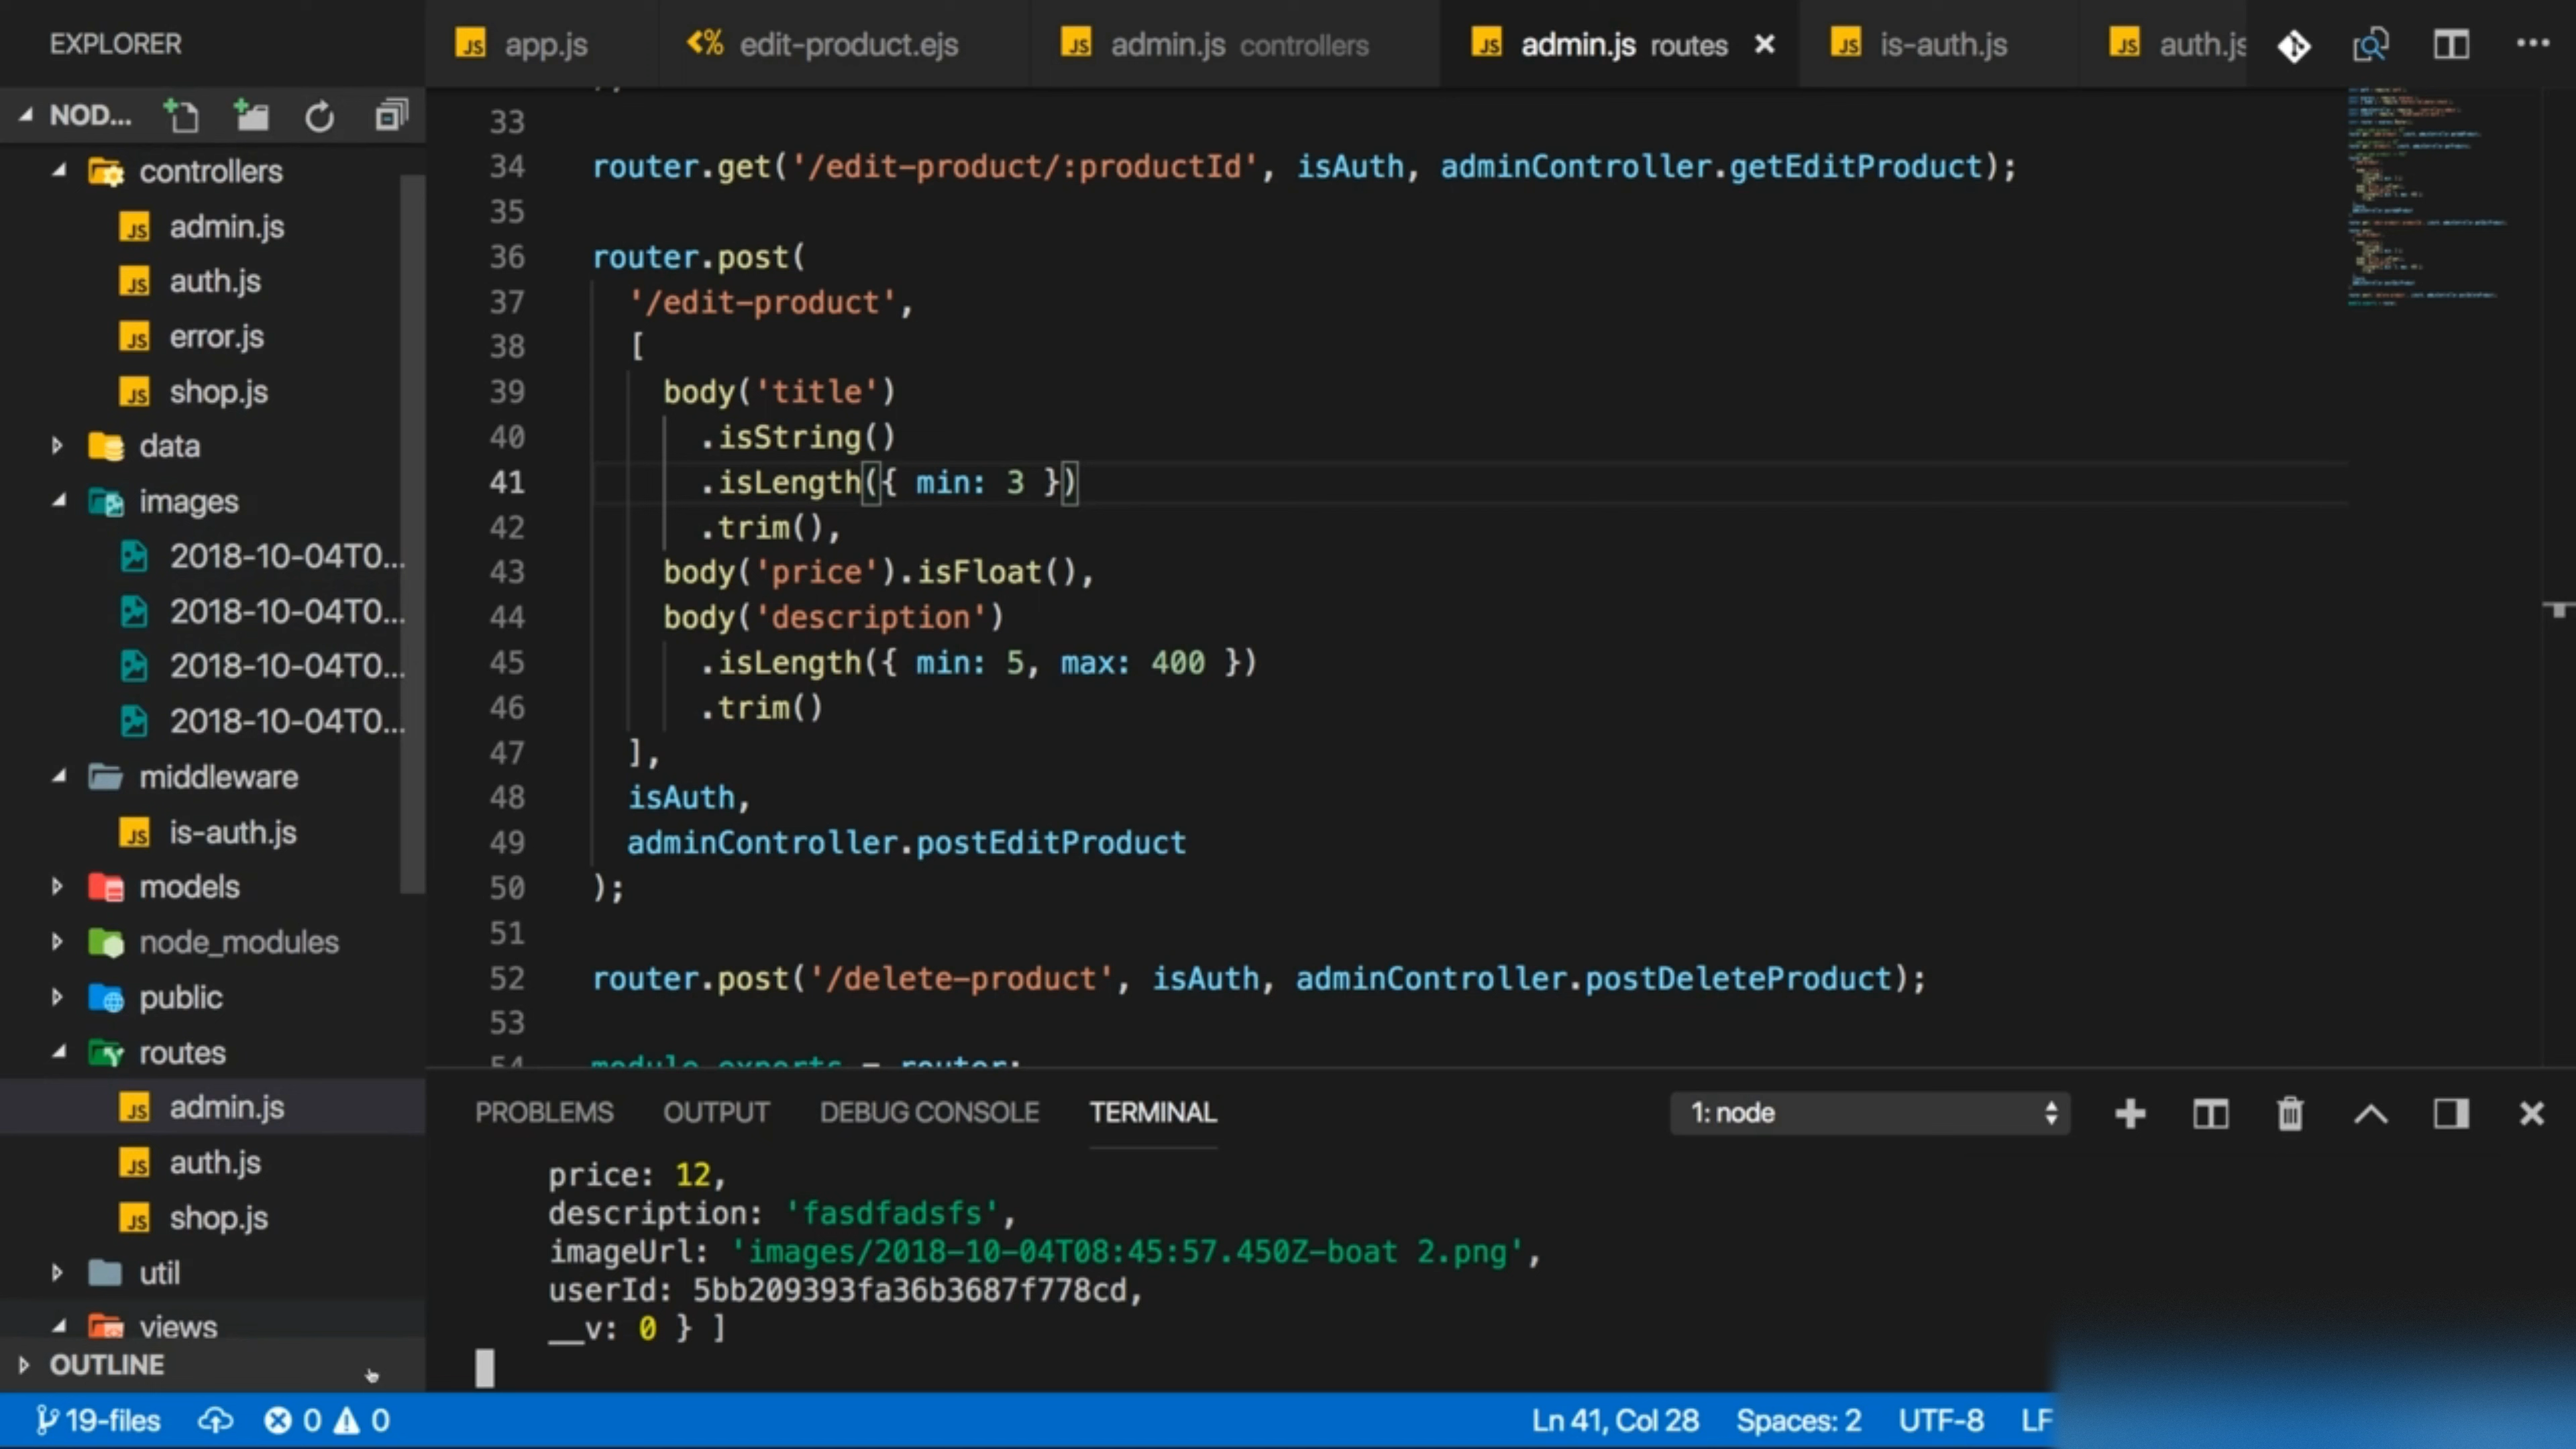 EXPLORER
app.js
edit-product.ejs
admin.js controllers
admin.js routes
is-auth.js
auth.js
NOD...
controllers
admin.js
auth.js
error.js
shop.js
data
images
2018-10-04T0...
2018-10-04T0...
2018-10-04T0...
2018-10-04T0...
middleware
is-auth.js
models
node_modules
public
routes
admin.js
auth.js
shop.js
util
views
OUTLINE
33
34 router.get('/edit-product/:productId', isAuth, adminController.getEditProduct);
35
36 router.post(
37 '/edit-product',
38 [
39 body('title')
40 .isString()
41 .isLength({ min: 3 })
42 .trim(),
43 body('price').isFloat(),
44 body('description')
45 .isLength({ min: 5, max: 400 })
46 .trim()
47 ],
48 isAuth,
49 adminController.postEditProduct
50 );
51
52 router.post('/delete-product', isAuth, adminController.postDeleteProduct);
53
54 module.exports = router;
PROBLEMS OUTPUT DEBUG CONSOLE TERMINAL
1: node
price: 12,
description: 'fasdfadsfs',
imageUrl: 'images/2018-10-04T08:45:57.450Z-boat 2.png',
userId: 5bb209393fa36b3687f778cd,
__v: 0 } ]
19-files 0 0
Ln 41, Col 28 Spaces: 2 UTF-8 LF